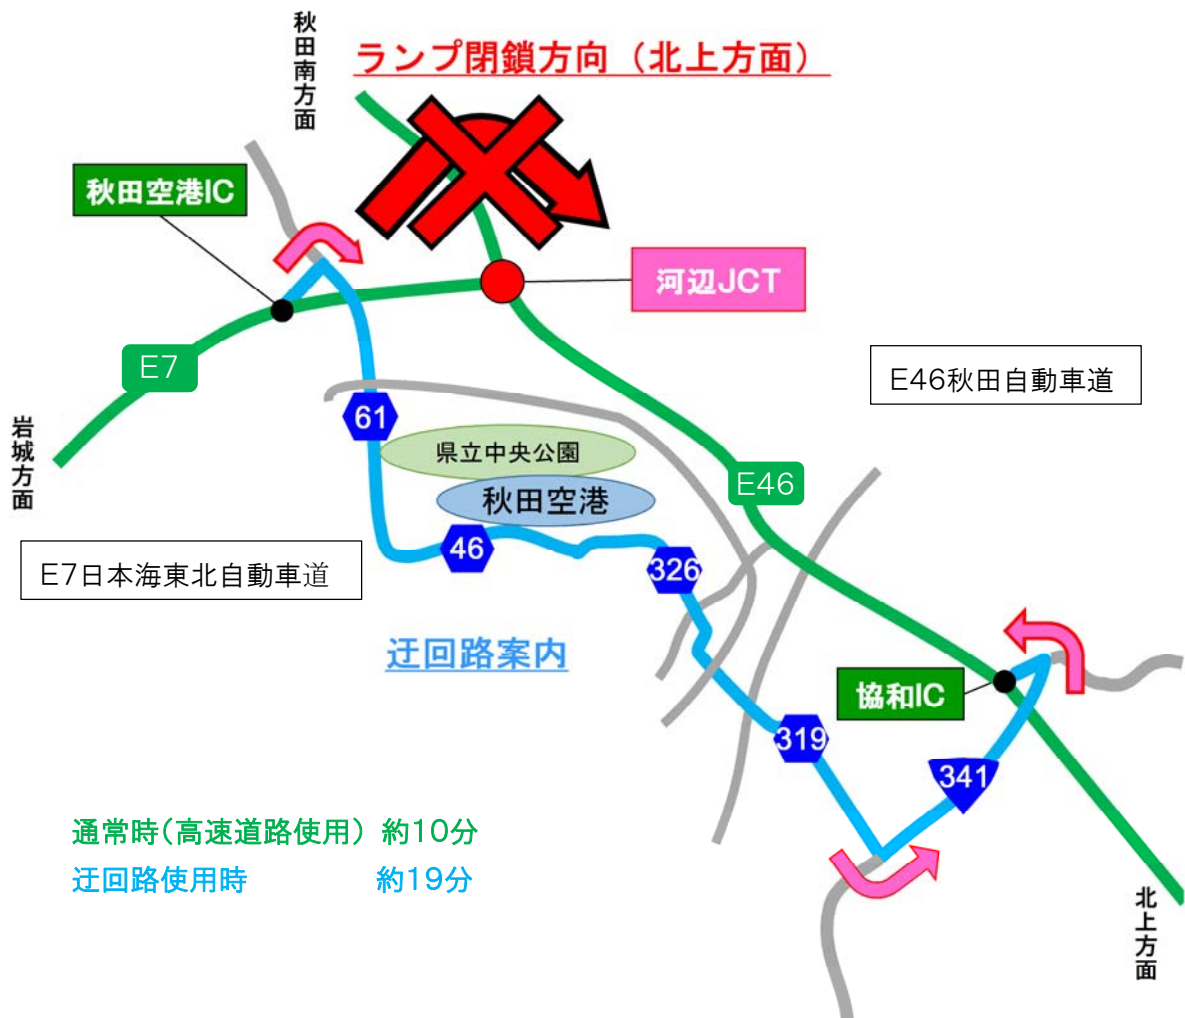 秋田南方面
ランプ閉鎖方向（北上方面）
秋田空港IC
河辺JCT
E7
E46秋田自動車道
61
岩城方面
県立中央公園
E46
秋田空港
46
326
E7日本海東北自動車道
迂回路案内
協和IC
319
341
通常時(高速道路使用) 約10分
迂回路使用時 約19分
北上方面